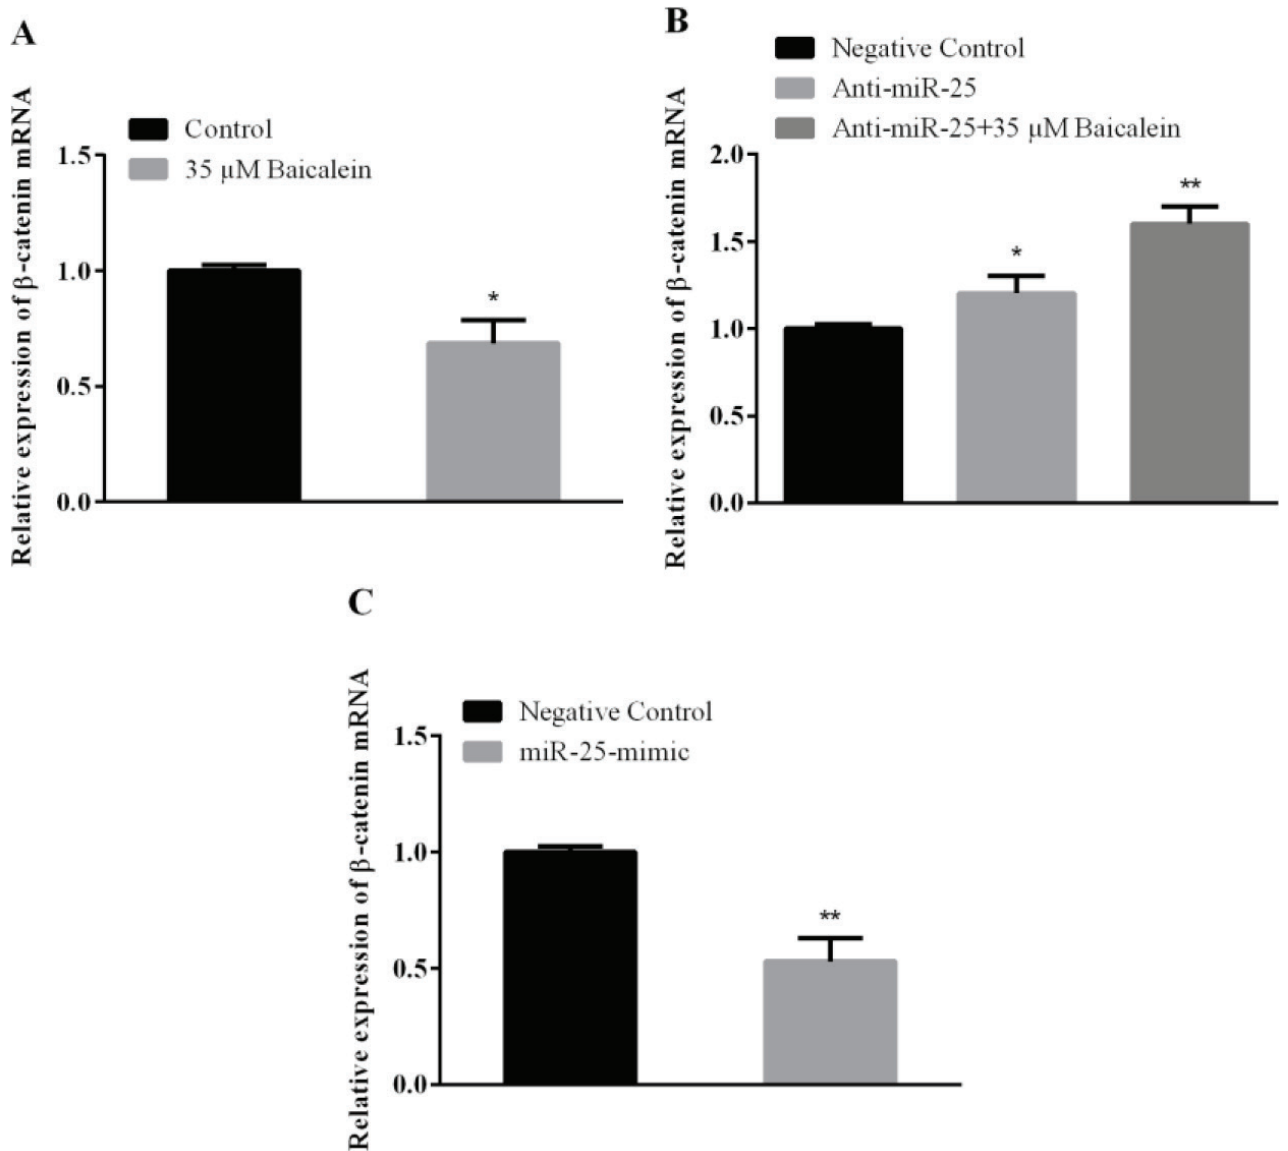 A
Relative expression of β-catenin mRNA
Control
35 µM Baicalein
1.5
1.0
0.5
0.0
*
B
Relative expression of β-catenin mRNA
Negative Control
Anti-miR-25
Anti-miR-25+35 µM Baicalein
2.0
1.5
1.0
0.5
0.0
*
**
C
Relative expression of β-catenin mRNA
Negative Control
miR-25-mimic
1.5
1.0
0.5
0.0
**